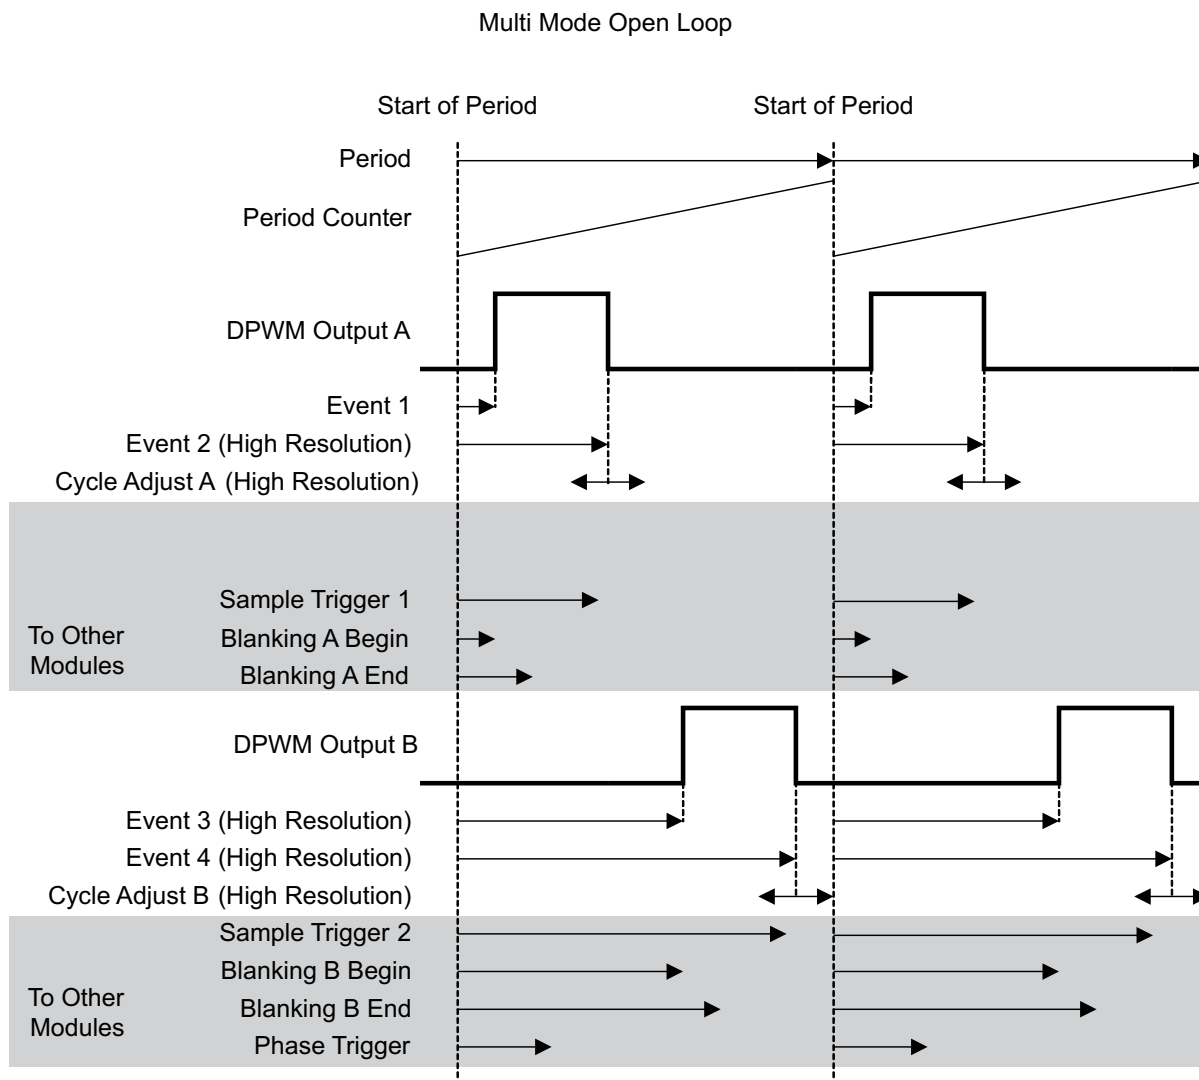 Multi Mode Open Loop
Start of Period Start of Period
Period
Period Counter
DPWM Output A
Event 1
Event 2 (High Resolution)
Cycle Adjust A (High Resolution)
To Other
Modules
Sample Trigger 1
Blanking A Begin
Blanking A End
DPWM Output B
Event 3 (High Resolution)
Event 4 (High Resolution)
Cycle Adjust B (High Resolution)
To Other
Modules
Sample Trigger 2
Blanking B Begin
Blanking B End
Phase Trigger